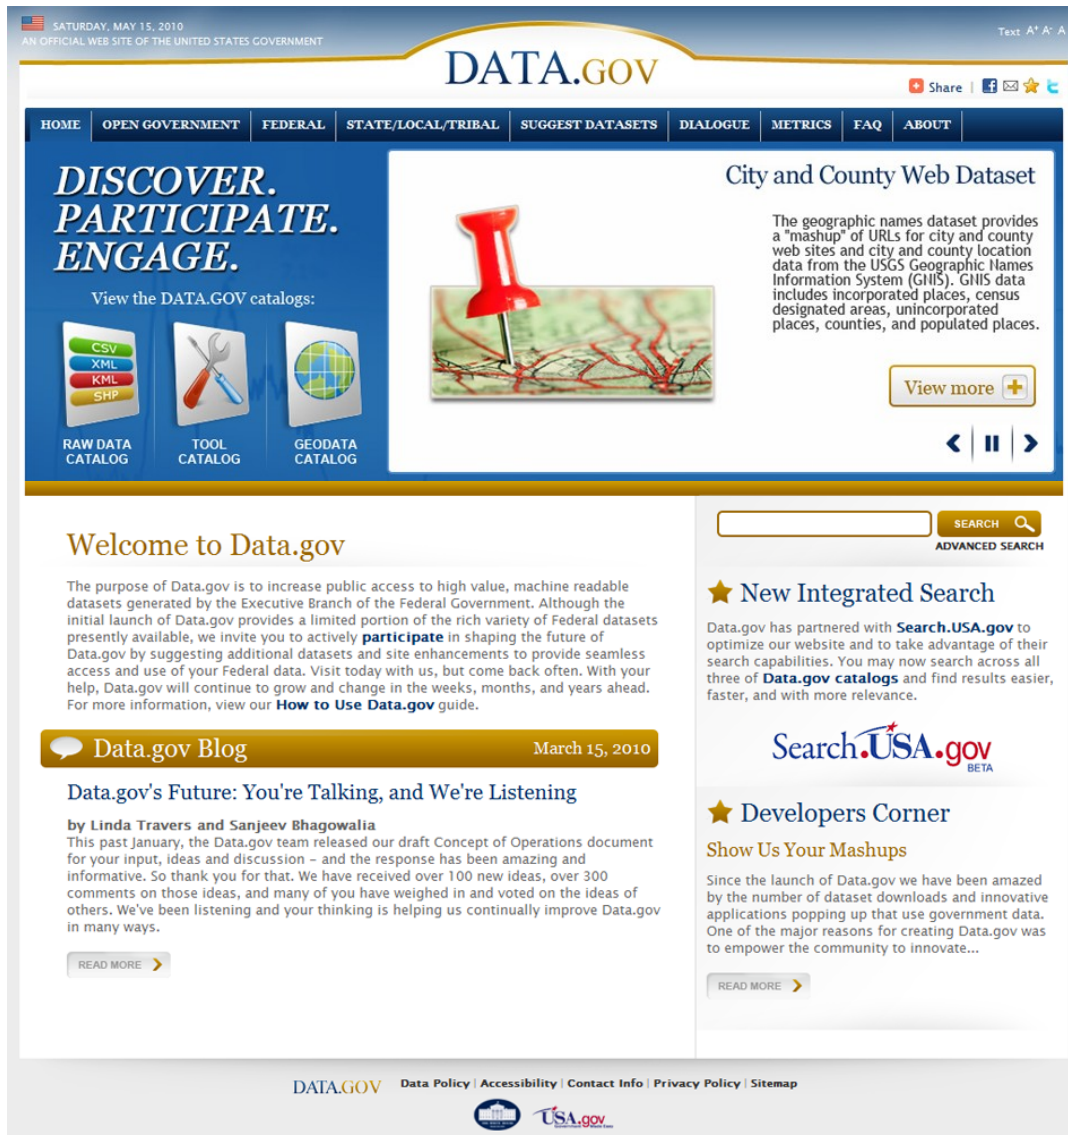 SATURDAY, MAY 15, 2010
AN OFFICIAL WEB SITE OF THE UNITED STATES GOVERNMENT
Text A+ A- A
DATA.GOV
Share
HOME OPEN GOVERNMENT FEDERAL STATE/LOCAL/TRIBAL SUGGEST DATASETS DIALOGUE METRICS FAQ ABOUT
DISCOVER.
PARTICIPATE.
ENGAGE.
View the DATA.GOV catalogs:
CSV
XML
KML
SHP
RAW DATA
CATALOG
TOOL
CATALOG
GEODATA
CATALOG
City and County Web Dataset
The geographic names dataset provides
a "mashup" of URLs for city and county
web sites and city and county location
data from the USGS Geographic Names
Information System (GNIS). GNIS data
includes incorporated places, census
designated areas, unincorporated
places, counties, and populated places.
View more
Welcome to Data.gov
The purpose of Data.gov is to increase public access to high value, machine readable
datasets generated by the Executive Branch of the Federal Government. Although the
initial launch of Data.gov provides a limited portion of the rich variety of Federal datasets
presently available, we invite you to actively participate in shaping the future of
Data.gov by suggesting additional datasets and site enhancements to provide seamless
access and use of your Federal data. Visit today with us, but come back often. With your
help, Data.gov will continue to grow and change in the weeks, months, and years ahead.
For more information, view our How to Use Data.gov guide.
Data.gov Blog March 15, 2010
Data.gov's Future: You're Talking, and We're Listening
by Linda Travers and Sanjeev Bhagowalia
This past January, the Data.gov team released our draft Concept of Operations document
for your input, ideas and discussion – and the response has been amazing and
informative. So thank you for that. We have received over 100 new ideas, over 300
comments on those ideas, and many of you have weighed in and voted on the ideas of
others. We've been listening and your thinking is helping us continually improve Data.gov
in many ways.
READ MORE
SEARCH
ADVANCED SEARCH
New Integrated Search
Data.gov has partnered with Search.USA.gov to
optimize our website and to take advantage of their
search capabilities. You may now search across all
three of Data.gov catalogs and find results easier,
faster, and with more relevance.
Search.USA.gov
BETA
Developers Corner
Show Us Your Mashups
Since the launch of Data.gov we have been amazed
by the number of dataset downloads and innovative
applications popping up that use government data.
One of the major reasons for creating Data.gov was
to empower the community to innovate...
READ MORE
DATA.GOV Data Policy | Accessibility | Contact Info | Privacy Policy | Sitemap
USA.gov